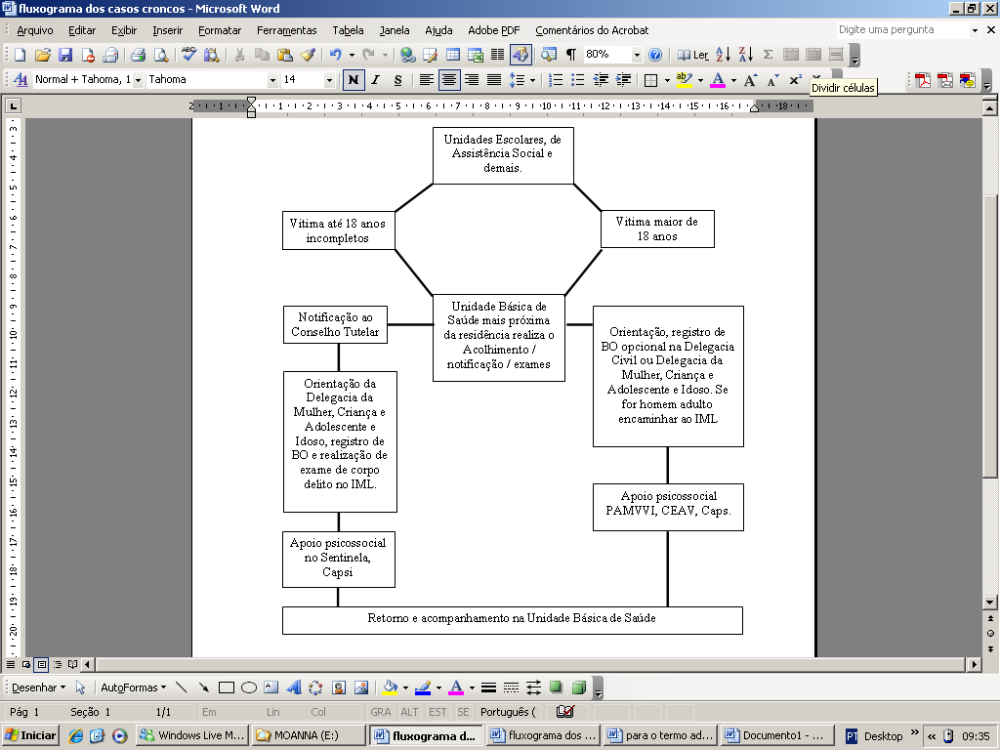 fluxograma dos casos croncos - Microsoft Word
Arquivo Editar Exibir Inserir Formatar Ferramentas Tabela Janela Ajuda Adobe PDF Comentários do Acrobat Digite uma pergunta
80% Ler
Normal + Tahoma, 1 Tahoma 14 N I S
Dividir células
Unidades Escolares, de
Assistência Social e
demais.
Vitima até 18 anos
incompletos
Vitima maior de
18 anos
Unidade Básica de
Saúde mais próxima
da residência realiza o
Acolhimento /
notificação / exames
Notificação ao
Conselho Tutelar
Orientação, registro de
BO opcional na Delegacia
Civil ou Delegacia da
Mulher, Criança e
Adolescente e Idoso. Se
for homem adulto
encaminhar ao IML
Orientação da
Delegacia da
Mulher, Criança e
Adolescente e
Idoso, registro de
BO e realização de
exame de corpo
delito no IML.
Apoio psicossocial
PAMVVI, CEAV, Caps.
Apoio psicossocial
no Sentinela,
Capsi
Retorno e acompanhamento na Unidade Básica de Saúde
Desenhar AutoFormas
Pág 1 Seção 1 1/1 Em Lin Col GRA ALT EST SE Português (
Iniciar Windows Live M... MOANNA (E:) fluxograma d... fluxograma dos ... para o termo ad... Documento1 - ... PT Desktop » « 09:35